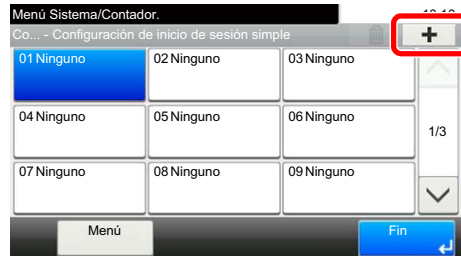 Menú Sistema/Contador.
Co... - Configuración de inicio de sesión simple
01 Ninguno 02 Ninguno 03 Ninguno
04 Ninguno 05 Ninguno 06 Ninguno
1/3
07 Ninguno 08 Ninguno 09 Ninguno
Menú Fin